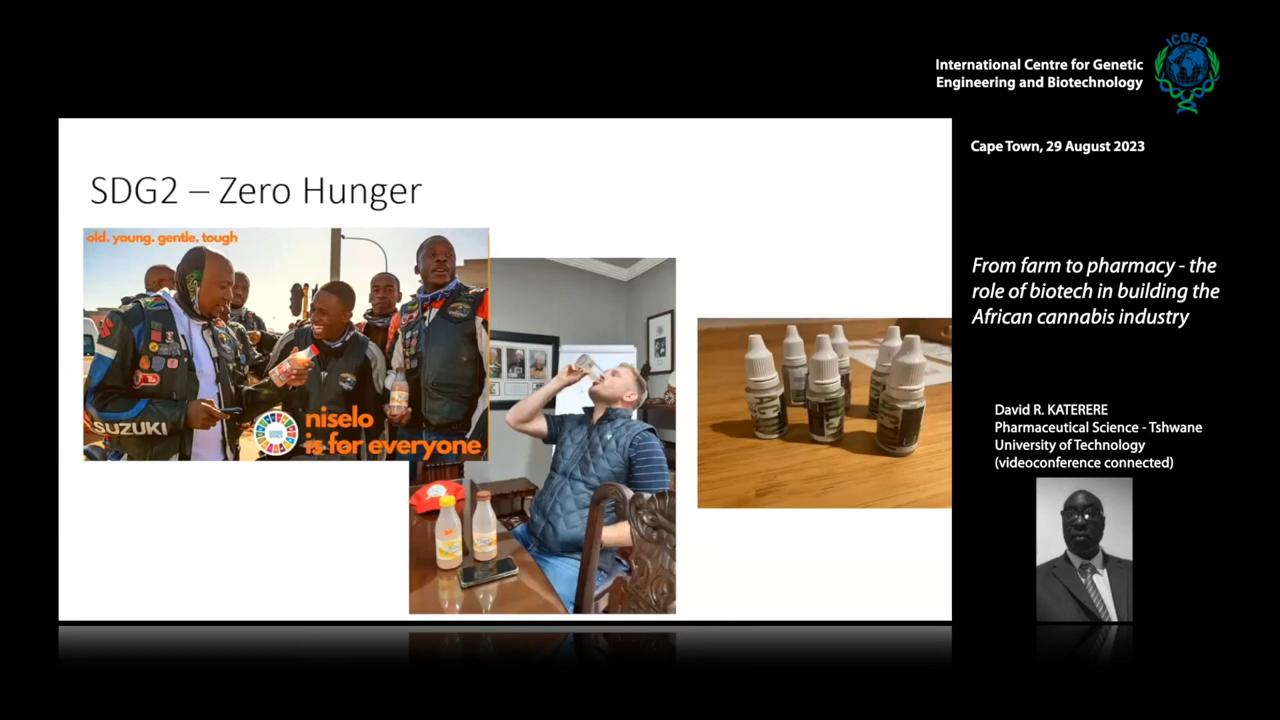 ICGEB
International Centre for Genetic
Engineering and Biotechnology
Cape Town, 29 August 2023
SDG2 – Zero Hunger
old. young. gentle, tough
SUZUKI
niselo
is for everyone
From farm to pharmacy - the
role of biotech in building the
African cannabis industry
David R. KATERERE
Pharmaceutical Science - Tshwane
University of Technology
(videoconference connected)